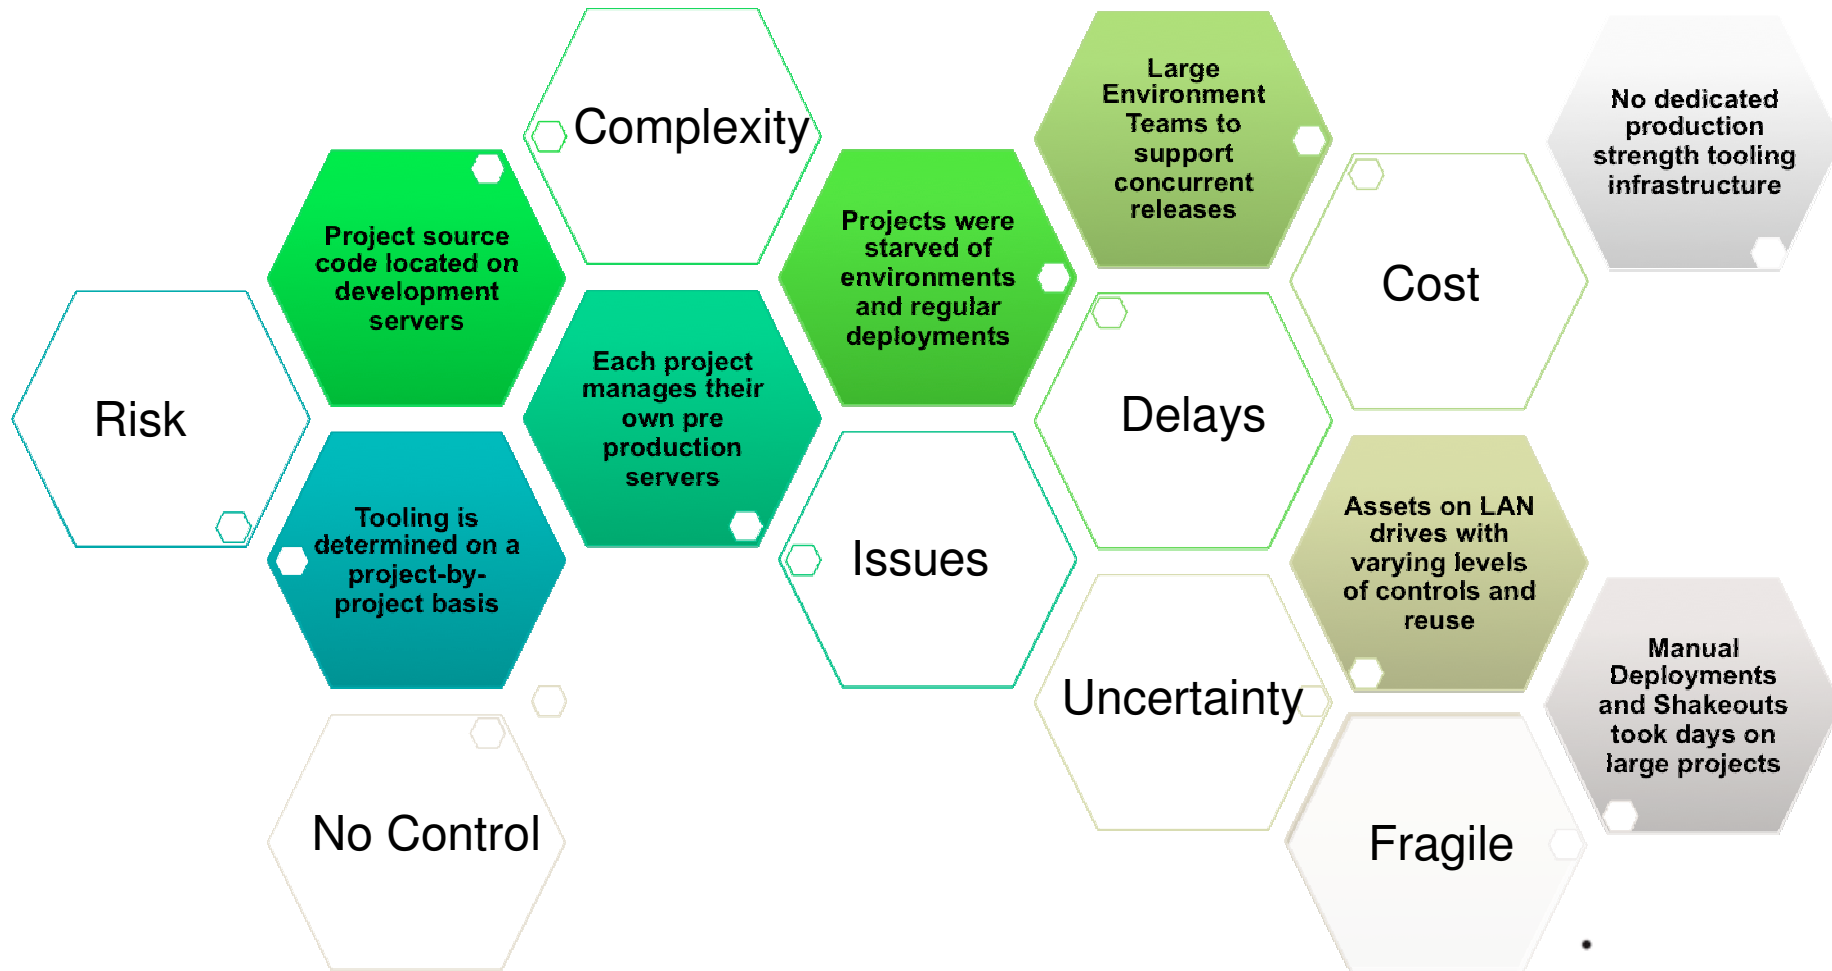 Complexity
Large
Environment
Teams to
support
concurrent
releases
No dedicated
production
strength tooling
infrastructure
Project source
code located on
development
servers
Projects were
starved of
environments
and regular
deployments
Cost
Risk
Each project
manages their
own pre
production
servers
Delays
Tooling is
determined on a
project-by-
project basis
Issues
Assets on LAN
drives with
varying levels
of controls and
reuse
Uncertainty
Manual
Deployments
and Shakeouts
took days on
large projects
No Control
Fragile